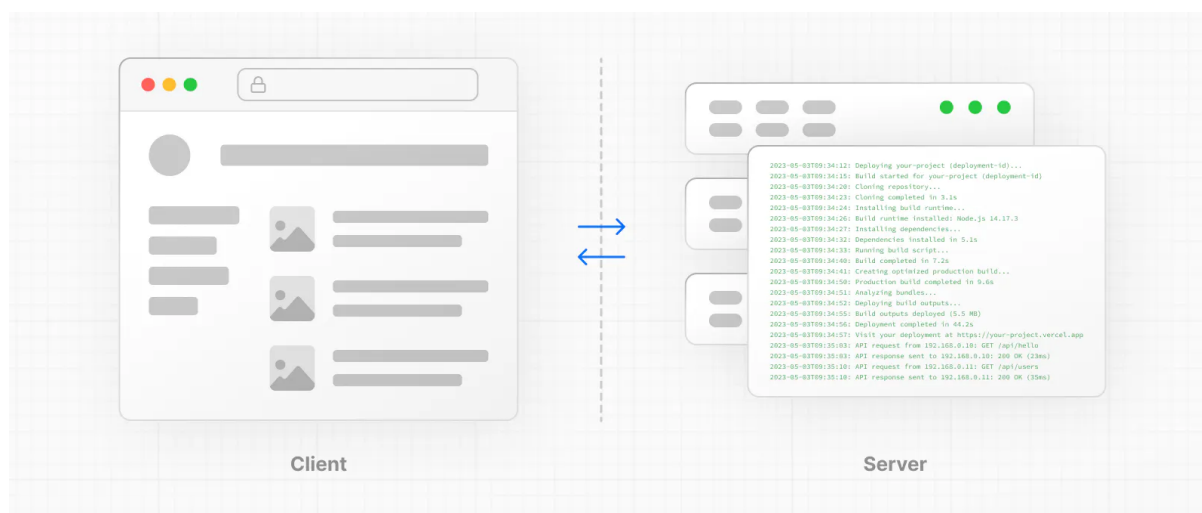 2023-05-03T09:34:12: Deploying your-project (deployment-id)...
2023-05-03T09:34:15: Build started for your-project (deployment-id)
2023-05-03T09:34:20: Cloning repository...
2023-05-03T09:34:23: Cloning completed in 3.1s
2023-05-03T09:34:24: Installing build runtime...
2023-05-03T09:34:26: Build runtime installed: Node.js 14.17.3
2023-05-03T09:34:27: Installing dependencies...
2023-05-03T09:34:32: Dependencies installed in 5.1s
2023-05-03T09:34:33: Running build script...
2023-05-03T09:34:40: Build completed in 7.2s
2023-05-03T09:34:41: Creating optimized production build...
2023-05-03T09:34:50: Production build completed in 9.6s
2023-05-03T09:34:51: Analyzing bundles...
2023-05-03T09:34:52: Deploying build outputs...
2023-05-03T09:34:55: Build outputs deployed (5.5 MB)
2023-05-03T09:34:56: Deployment completed in 44.2s
2023-05-03T09:34:57: Visit your deployment at https://your-project.vercel.app
2023-05-03T09:35:03: API request from 192.168.0.10: GET /api/hello
2023-05-03T09:35:03: API response sent to 192.168.0.10: 200 OK (23ms)
2023-05-03T09:35:10: API request from 192.168.0.11: GET /api/users
2023-05-03T09:35:10: API response sent to 192.168.0.11: 200 OK (35ms)
Client
Server